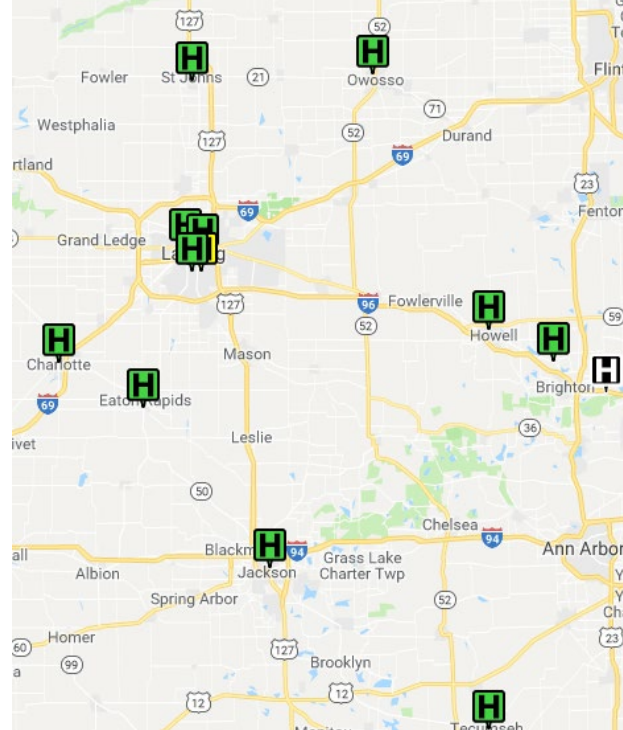 127
52
H
H
Fowler
St Johns
21
Owosso
Flint
71
Westphalia
Durand
127
52
69
rtland
23
69
Fenton
H
H
Grand Ledge
H
127
96
Fowlerville
H
59
52
Howell
H
H
Mason
Charlotte
H
H
Brighton
Eaton Rapids
69
36
ivet
Leslie
50
Chelsea
H
94
94
Ann Arbor
Blackm
Jackson
Grass Lake
Charter Twp
Albion
Spring Arbor
52
Homer
23
60
127
99
Brooklyn
12
12
H
Tecumseh